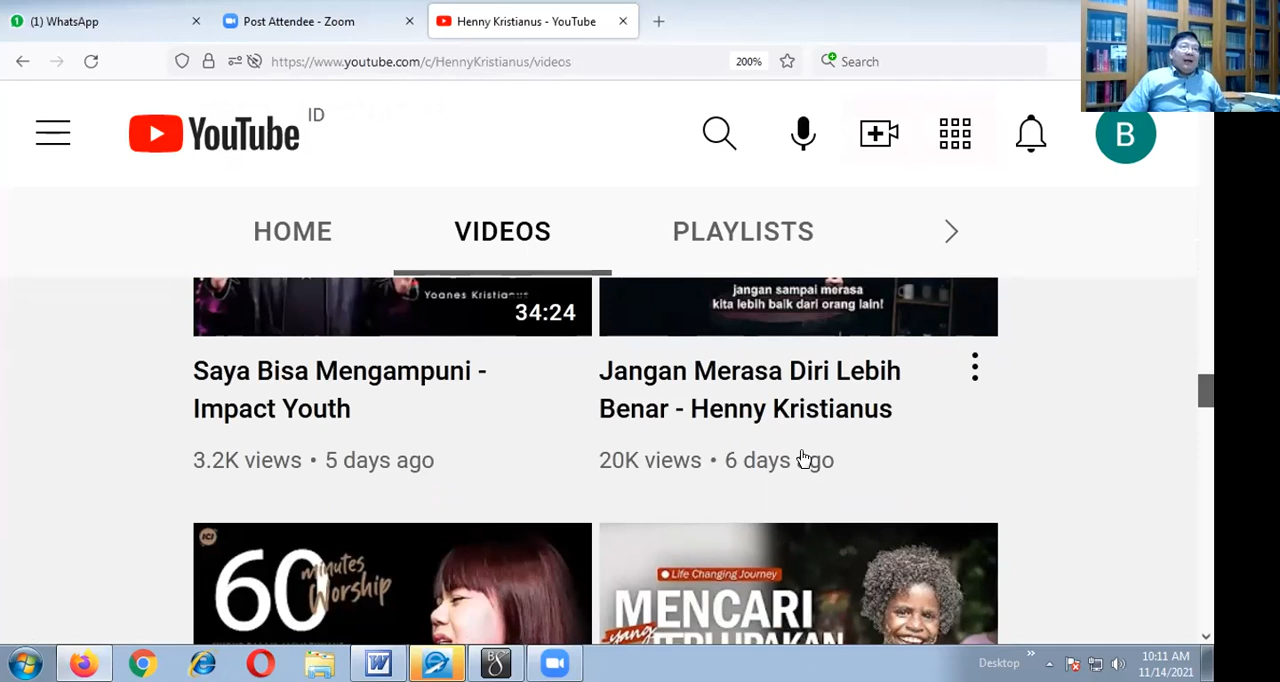 (1) WhatsApp
Post Attendee - Zoom
Henny Kristianus - YouTube
https://www.youtube.com/c/HennyKristianus/videos
200%
Search
YouTube
ID
B
HOME
VIDEOS
PLAYLISTS
Yoanes Kristianus
34:24
jangan sampai merasa
kita lebih baik dari orang lain!
Saya Bisa Mengampuni -
Impact Youth
3.2K views • 5 days ago
Jangan Merasa Diri Lebih
Benar - Henny Kristianus
20K views • 6 days ago
ICI
60 minutes
Worship
Life Changing Journey
MENCARI
yang TERLUPAKAN
Desktop
10:11 AM
11/14/2021